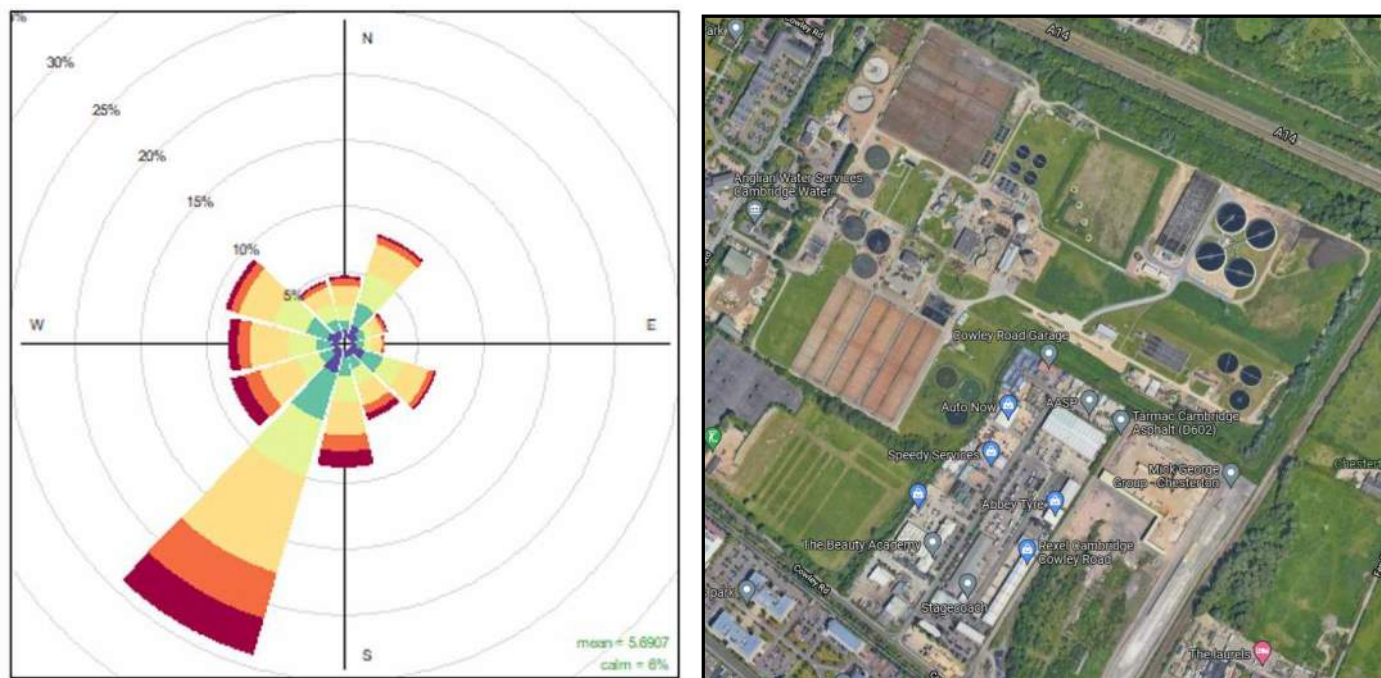 N
30%
25%
20%
15%
10%
5%
W
E
S
mean = 5.6907
calm = 6%
Cowley Rd
park
A14
A14
Anglian Water Services
Cambridge Water
Cowley Road Garage
Auto Now
AASP
Tarmac Cambridge
Asphalt (D602)
Speedy Services
Mick George
Group - Chesterton
Abbey Tyre
The Beauty Academy
Rexel Cambridge
Cowley Road
Cowley Rd
park
Stagecoach
The laurels